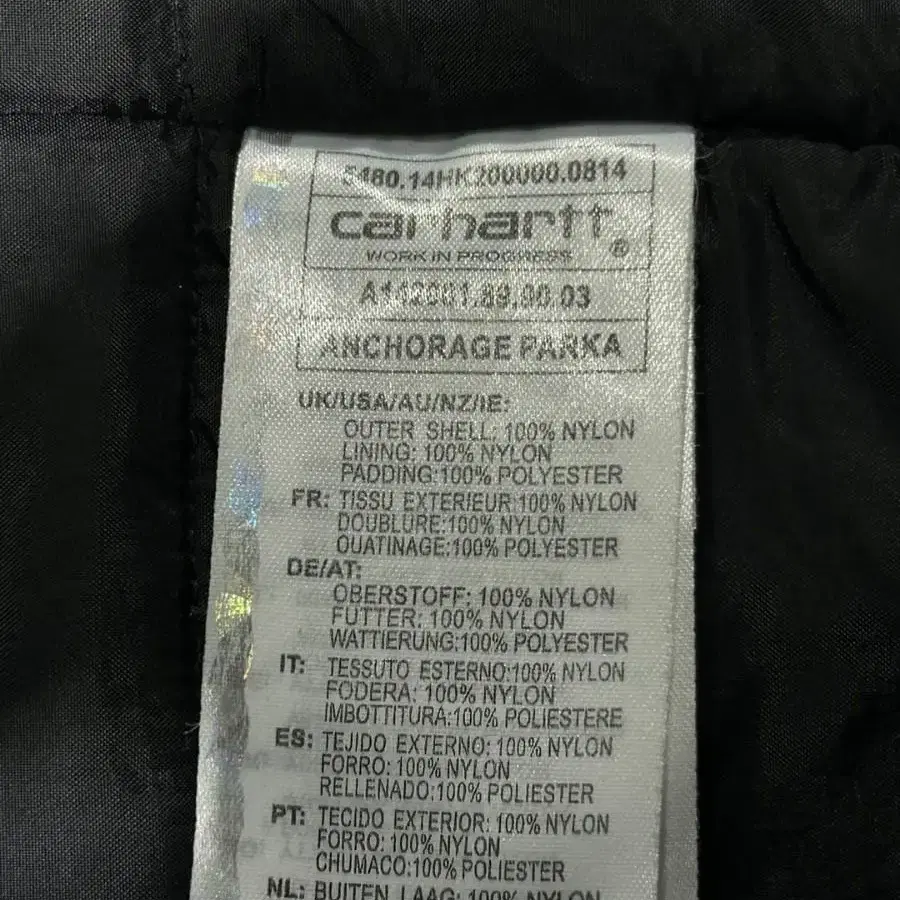 5480.14HK200000.0814
carhartt®
WORK IN PROGRESS
ANCHORAGE PARKA
UK/USA/AU/NZ/IE:
OUTER SHELL: 100% NYLON
LINING: 100% NYLON
PADDING:100% POLYESTER
FR: TISSU EXTERIEUR:100% NYLON
DOUBLURE:100% NYLON
OUATINAGE:100% POLYESTER
DE/AT:
OBERSTOFF: 100% NYLON
FUTTER: 100% NYLON
WATTIERUNG:100% POLYESTER
IT: TESSUTO ESTERNO:100% NYLON
FODERA: 100% NYLON
IMBOTTITURA:100% POLIESTERE
ES: TEJIDO EXTERNO: 100% NYLON
FORRO: 100% NYLON
RELLENADO:100% POLIESTER
PT: TECIDO EXTERIOR: 100% NYLON
FORRO: 100% NYLON
CHUMACO:100% POLIESTER
NL: BUITEN LAAG: 100% NYLON